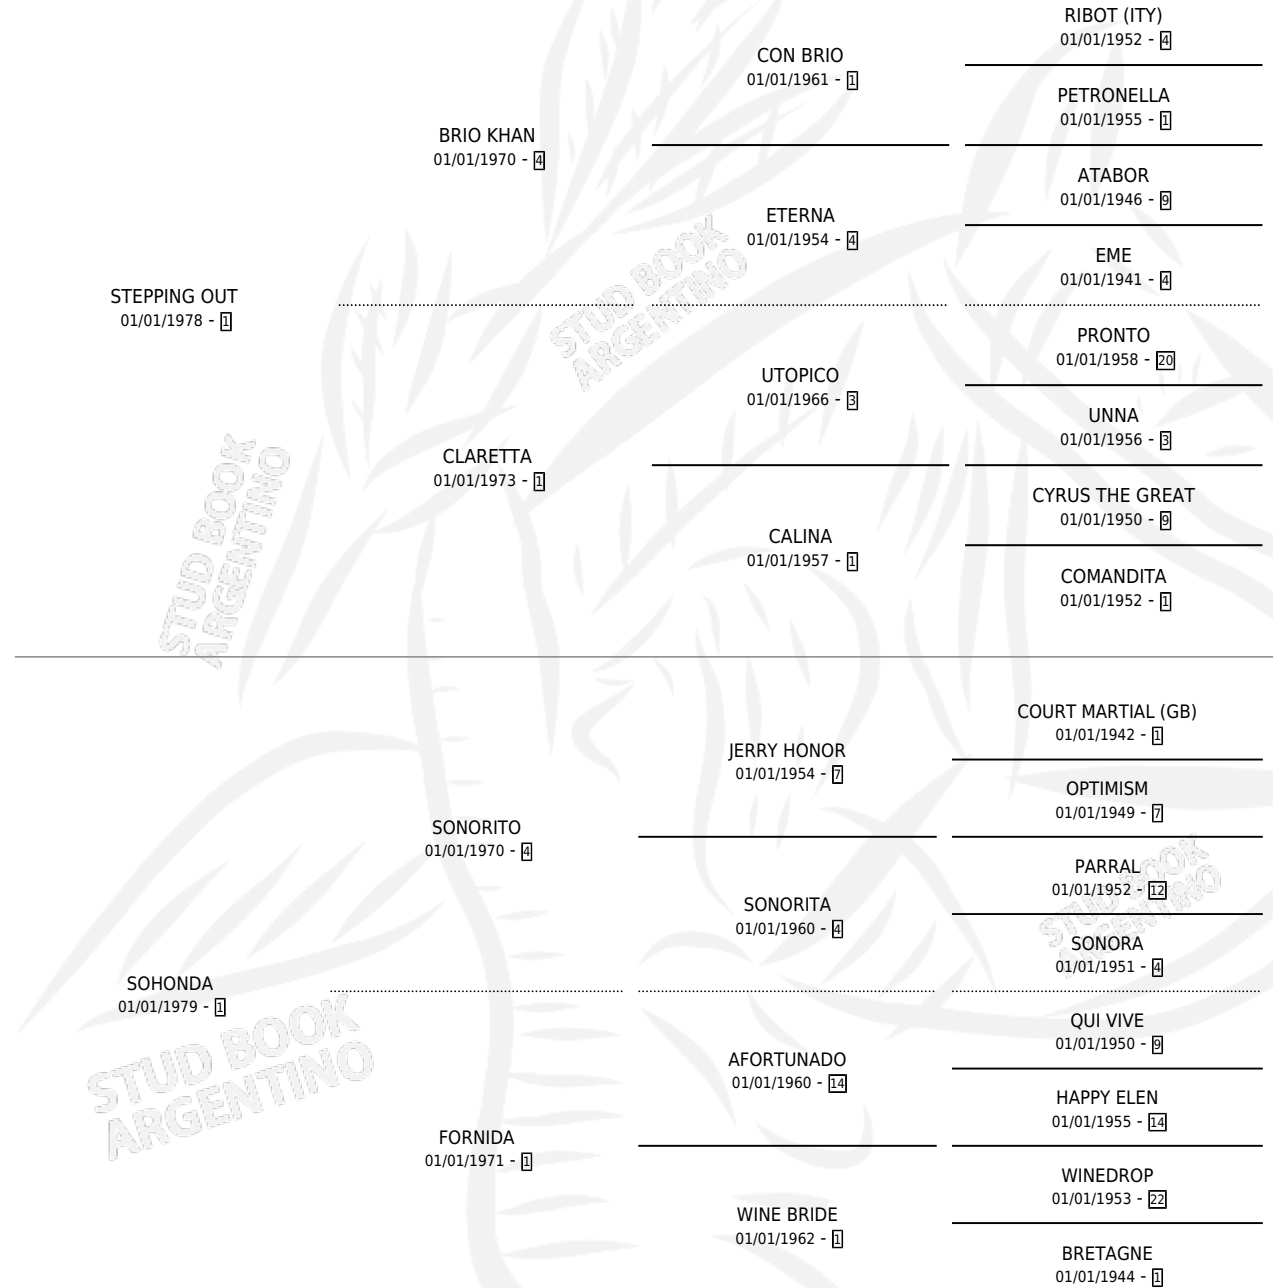 RIBOT (ITY)
01/01/1952 - 4
CON BRIO
01/01/1961 - 1
PETRONELLA
01/01/1955 - 1
BRIO KHAN
01/01/1970 - 4
ATABOR
01/01/1946 - 9
ETERNA
01/01/1954 - 4
EME
01/01/1941 - 4
STEPPING OUT
01/01/1978 - 1
PRONTO
01/01/1958 - 20
UTOPICO
01/01/1966 - 3
UNNA
01/01/1956 - 3
CLARETTA
01/01/1973 - 1
CYRUS THE GREAT
01/01/1950 - 9
CALINA
01/01/1957 - 1
COMANDITA
01/01/1952 - 1
STUD BOOK
ARGENTINO
STUD BOOK
ARGENTINO
COURT MARTIAL (GB)
01/01/1942 - 1
JERRY HONOR
01/01/1954 - 7
OPTIMISM
01/01/1949 - 7
SONORITO
01/01/1970 - 4
PARRAL
01/01/1952 - 12
SONORITA
01/01/1960 - 4
SONORA
01/01/1951 - 4
SOHONDA
01/01/1979 - 1
QUI VIVE
01/01/1950 - 9
AFORTUNADO
01/01/1960 - 14
HAPPY ELEN
01/01/1955 - 14
FORNIDA
01/01/1971 - 1
WINEDROP
01/01/1953 - 22
WINE BRIDE
01/01/1962 - 1
BRETAGNE
01/01/1944 - 1
STUD BOOK
ARGENTINO
STUD BOOK
ARGENTINO